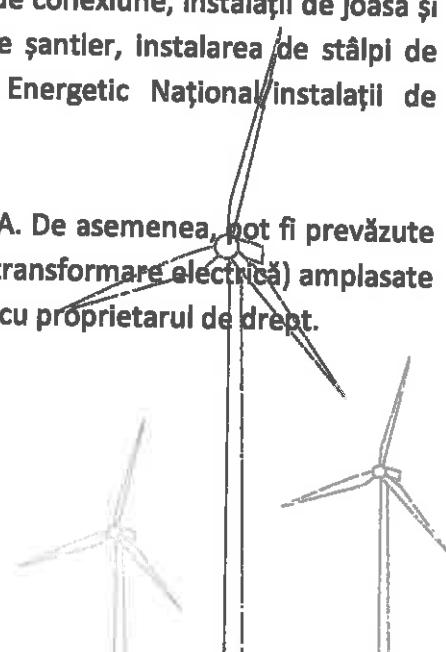 de conexiune, instalații de joasă și
e șantier, instalarea de stâlpi de
Energetic Național instalații de
A. De asemenea, pot fi prevăzute
transformare electrică) amplasate
cu proprietarul de drept.